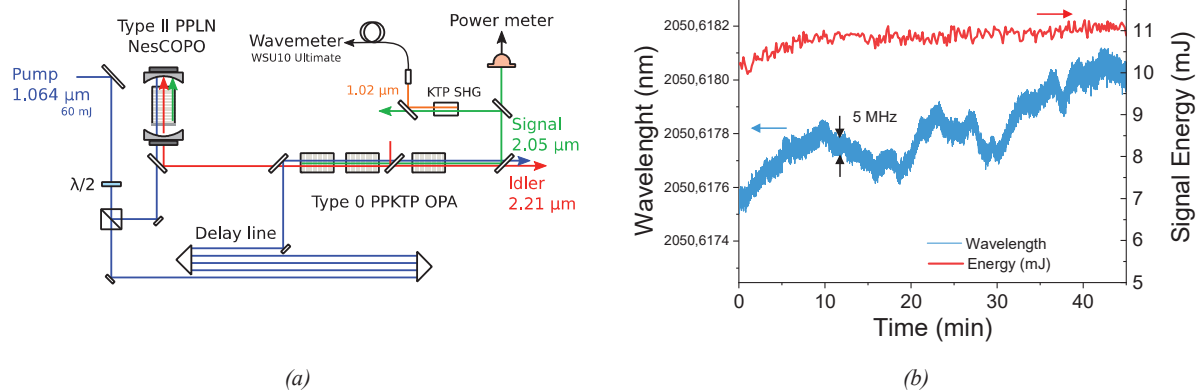 Type II PPLN
NesCOPO
Pump
1.064 µm
60 mJ
λ/2
Wavemeter
WSU10 Ultimate
Power meter
1.02 µm
KTP SHG
Signal
2.05 µm
Idler
2.21 µm
Type 0 PPKTP OPA
Delay line
(a)
Wavelenght (nm)
2050,6182
2050,6180
2050,6178
2050,6176
2050,6174
5 MHz
Wavelength
Energy (mJ)
11
10
9
8
7
6
5
Signal Energy (mJ)
0
10
20
30
40
Time (min)
(b)